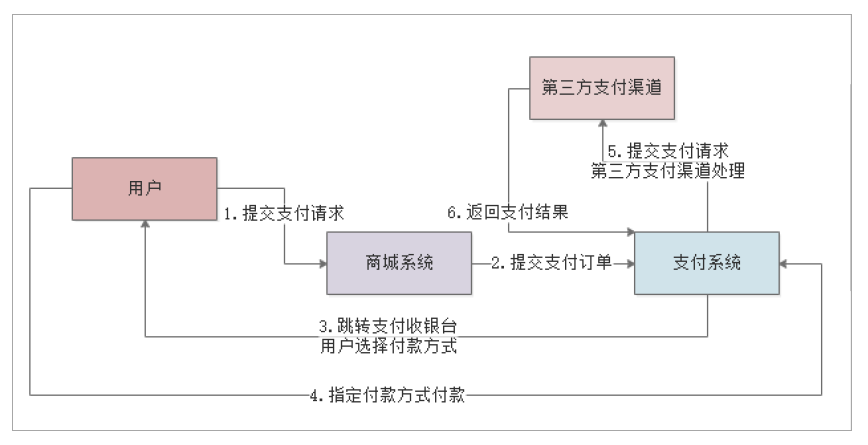 第三方支付渠道
5.提交支付请求
第三方支付渠道处理
用户
1.提交支付请求
6.返回支付结果
商城系统
2.提交支付订单
支付系统
3.跳转支付收银台
用户选择付款方式
4.指定付款方式付款